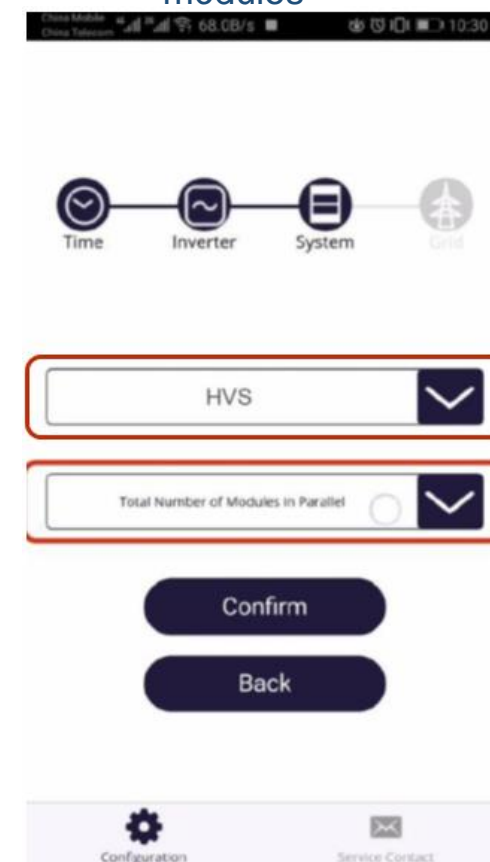 modules
China Mobile
China Telecom 68.0B/s 10:30
Time Inverter System Grid
HVS
Total Number of Modules in Parallel
Confirm
Back
Configuration Service Contact